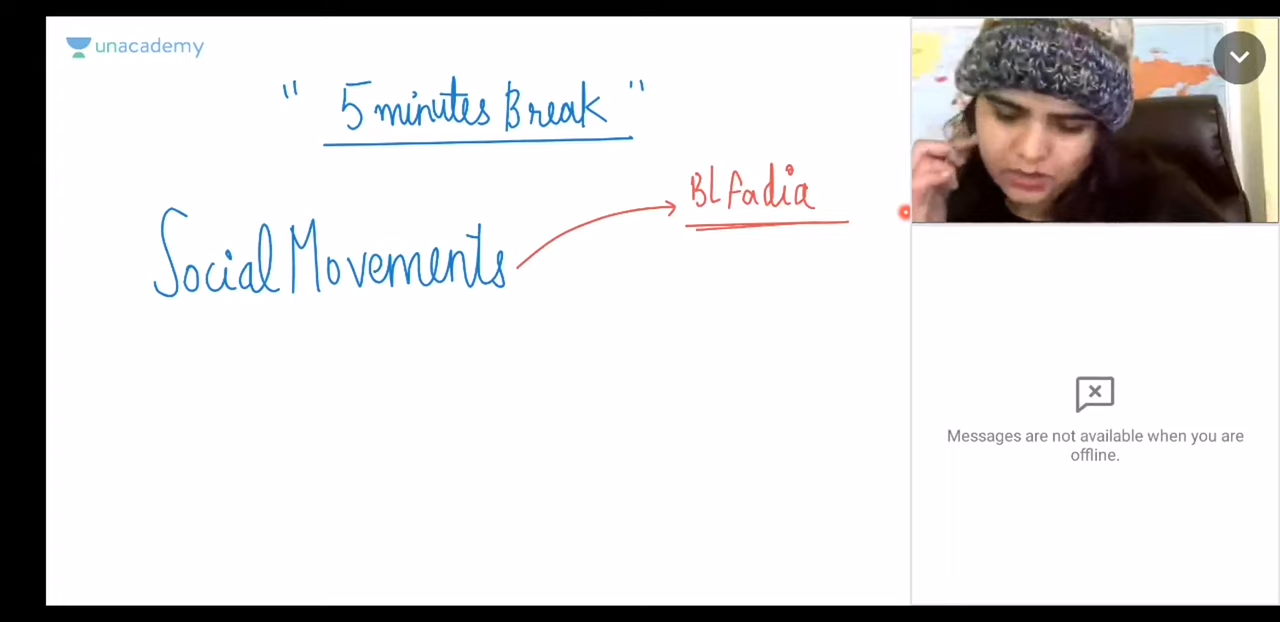 unacademy
" 5 minutes Break "
Social Movements
BL fadia
Messages are not available when you are
offline.